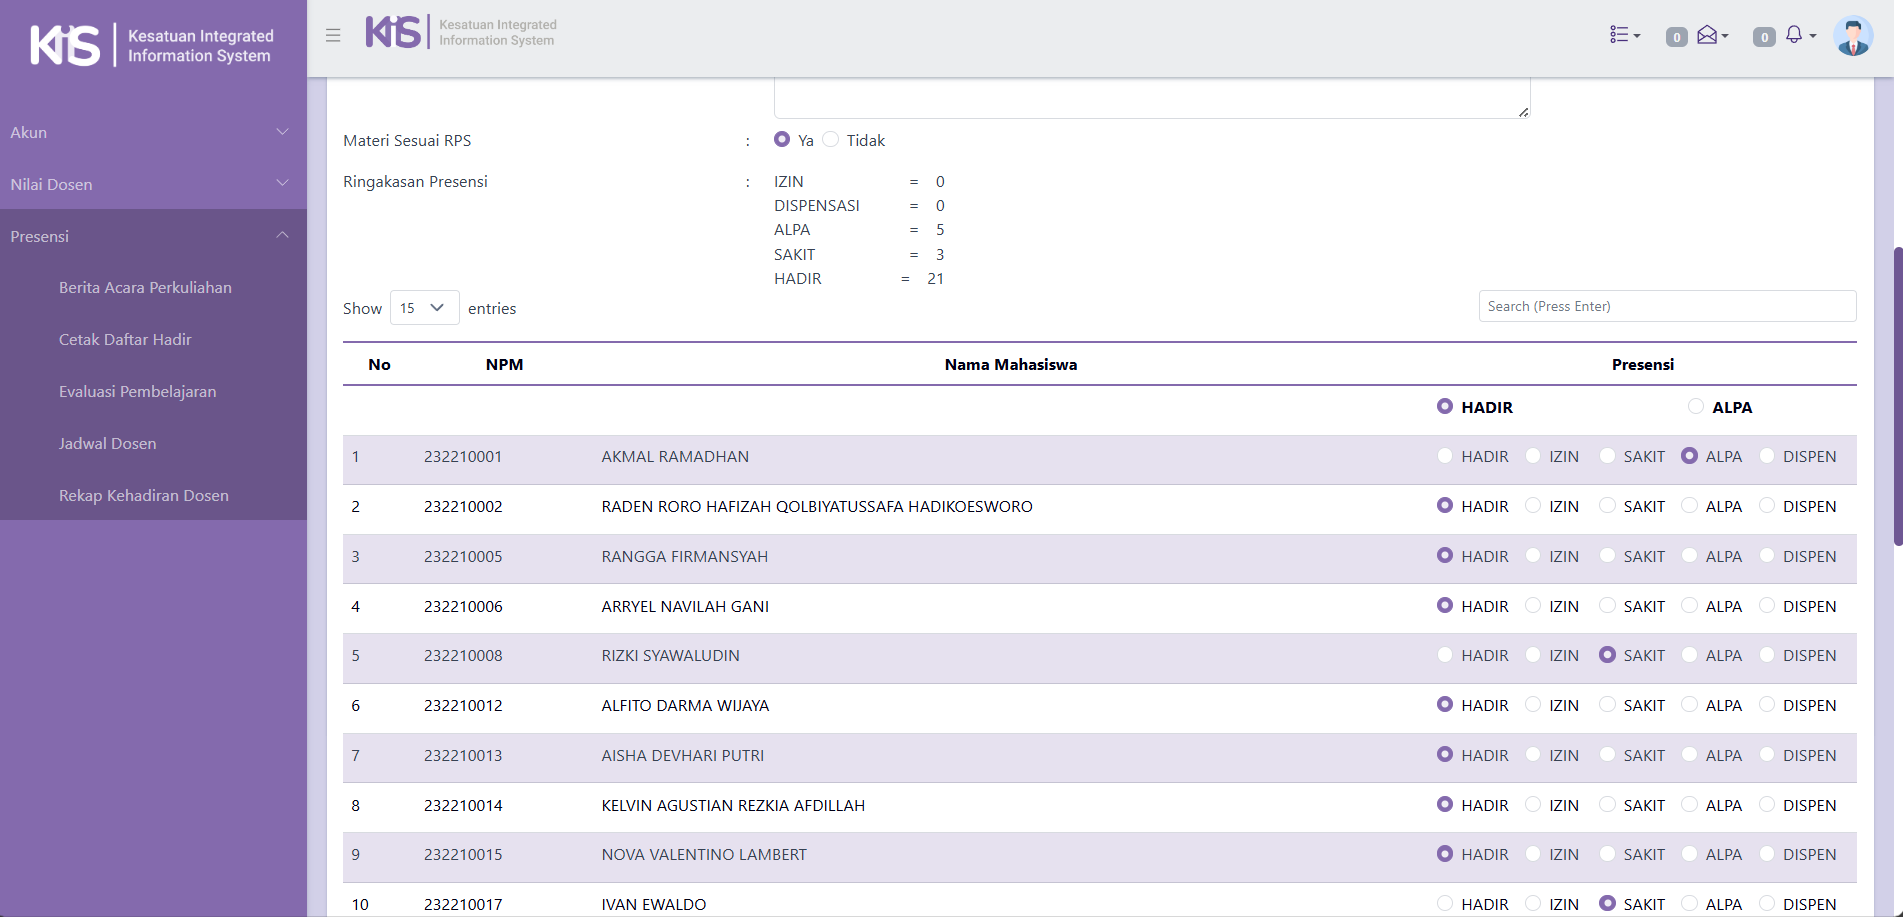 KIS Kesatuan Integrated
Information System
KIS Kesatuan Integrated
Information System
0 0
Akun
Nilai Dosen
Presensi
Berita Acara Perkuliahan
Cetak Daftar Hadir
Evaluasi Pembelajaran
Jadwal Dosen
Rekap Kehadiran Dosen
Materi Sesuai RPS : Ya Tidak
Ringakasan Presensi : IZIN = 0
DISPENSASI = 0
ALPA = 5
SAKIT = 3
HADIR = 21
Show 15 entries Search (Press Enter)
No NPM Nama Mahasiswa Presensi
HADIR ALPA
1 232210001 AKMAL RAMADHAN HADIR IZIN SAKIT ALPA DISPEN
2 232210002 RADEN RORO HAFIZAH QOLBIYATUSSAFA HADIKOESWORO HADIR IZIN SAKIT ALPA DISPEN
3 232210005 RANGGA FIRMANSYAH HADIR IZIN SAKIT ALPA DISPEN
4 232210006 ARRYEL NAVILAH GANI HADIR IZIN SAKIT ALPA DISPEN
5 232210008 RIZKI SYAWALUDIN HADIR IZIN SAKIT ALPA DISPEN
6 232210012 ALFITO DARMA WIJAYA HADIR IZIN SAKIT ALPA DISPEN
7 232210013 AISHA DEVHARI PUTRI HADIR IZIN SAKIT ALPA DISPEN
8 232210014 KELVIN AGUSTIAN REZKIA AFDILLAH HADIR IZIN SAKIT ALPA DISPEN
9 232210015 NOVA VALENTINO LAMBERT HADIR IZIN SAKIT ALPA DISPEN
10 232210017 IVAN EWALDO HADIR IZIN SAKIT ALPA DISPEN